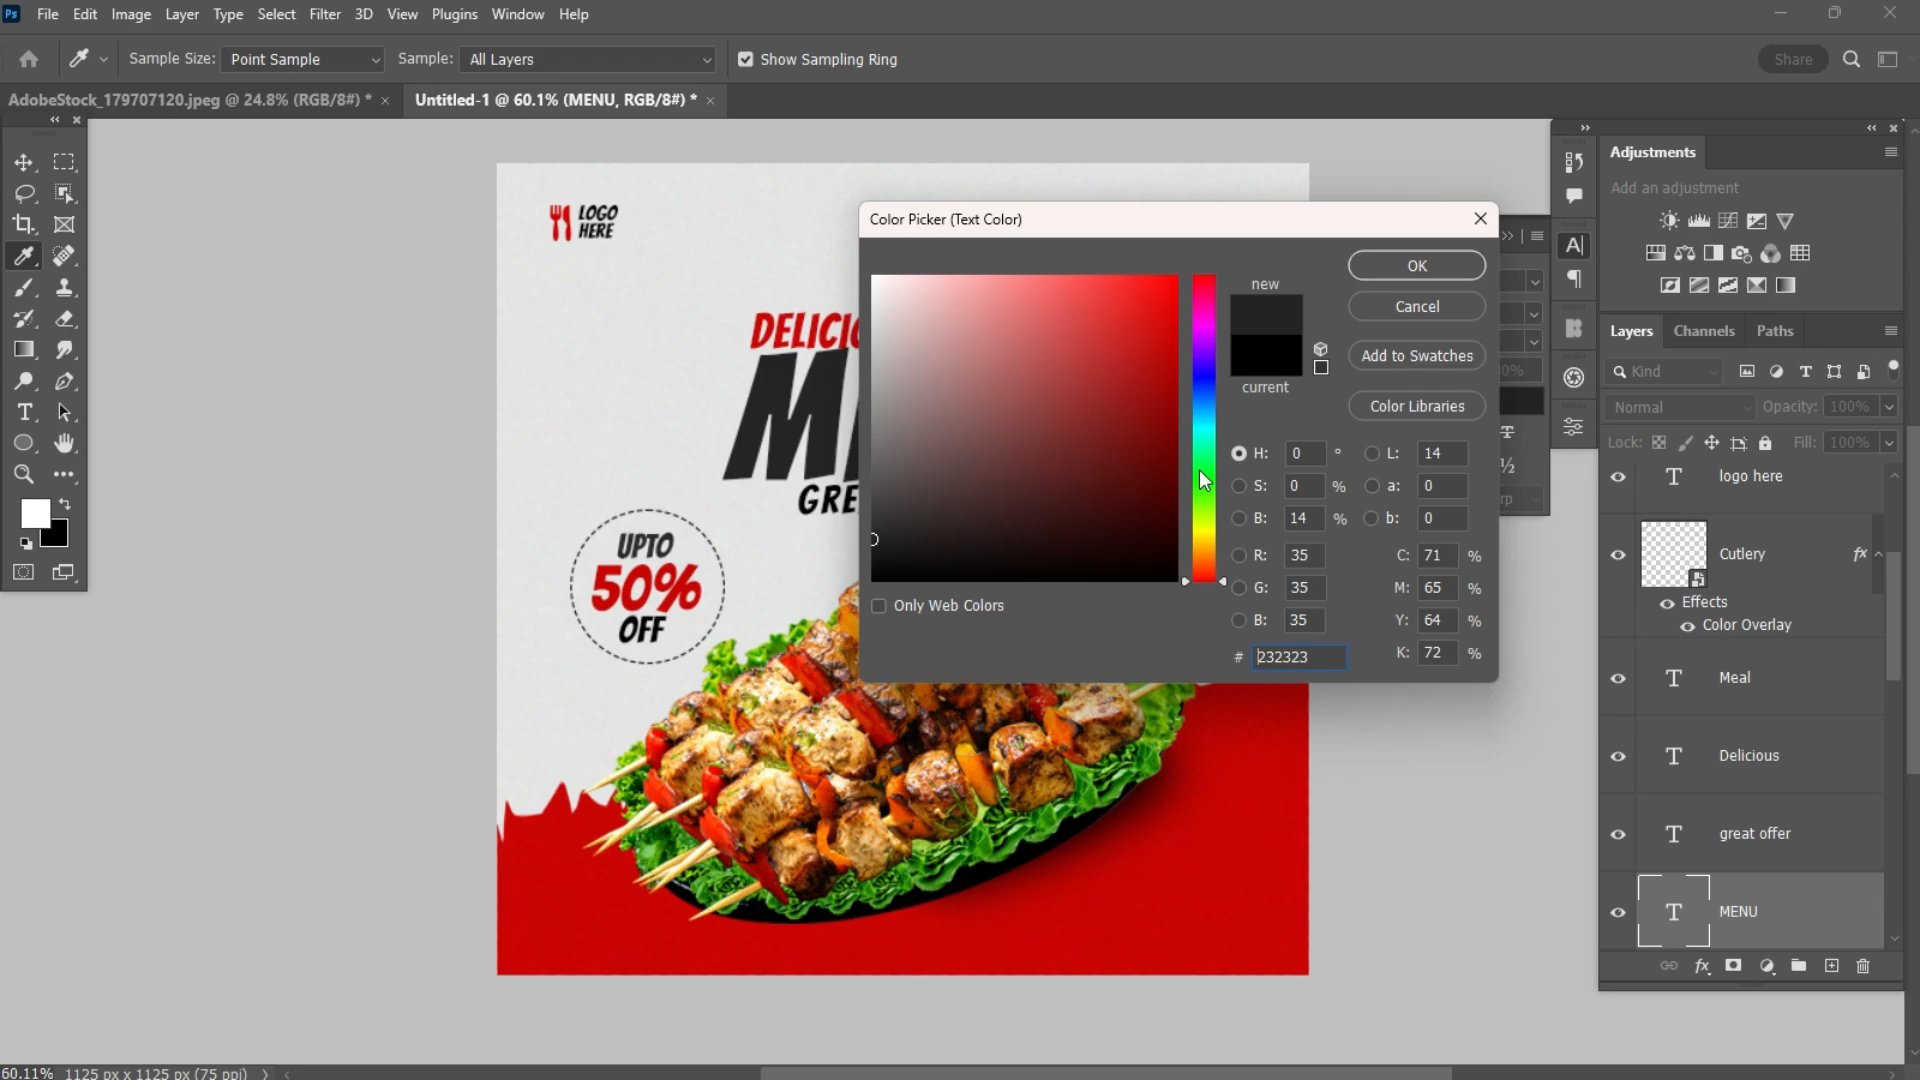 Ps File Edit Image Layer Type Select Filter 3D View Plugins Window Help
Sample Size: Point Sample Sample: All Layers Show Sampling Ring Share
AdobeStock_179707120.jpeg @ 24.8% (RGB/8#) * Untitled-1 @ 60.1% (MENU, RGB/8#) *
LOGO
HERE
DELICIO
ME
GRE
UPTO
50%
OFF
Color Picker (Text Color)
new
current
OK
Cancel
Add to Swatches
Color Libraries
H: 0 ° L: 14
S: 0 % a: 0
B: 14 % b: 0
R: 35 C: 71 %
G: 35 M: 65 %
B: 35 Y: 64 %
# 232323 K: 72 %
Only Web Colors
Adjustments
Add an adjustment
Layers Channels Paths
Kind
Normal Opacity: 100%
Lock: Fill: 100%
logo here
Cutlery fx
Effects
Color Overlay
Meal
Delicious
great offer
MENU
60.11% 1125 px x 1125 px (75 ppi)